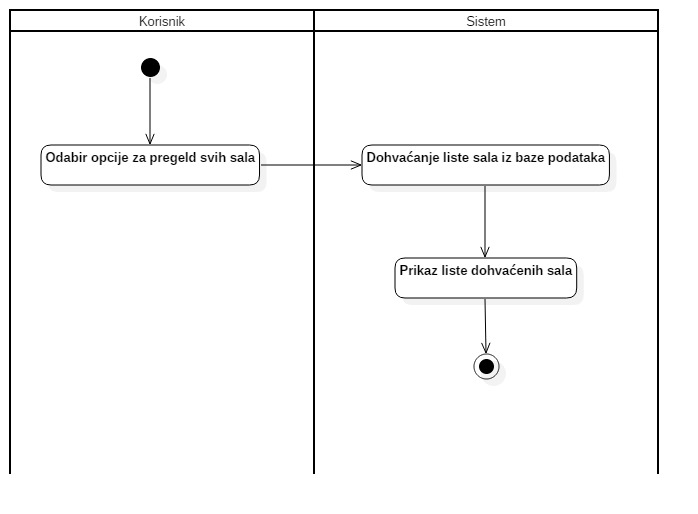 Korisnik
Sistem
Odabir opcije za pregeld svih sala
Dohvaćanje liste sala iz baze podataka
Prikaz liste dohvaćenih sala